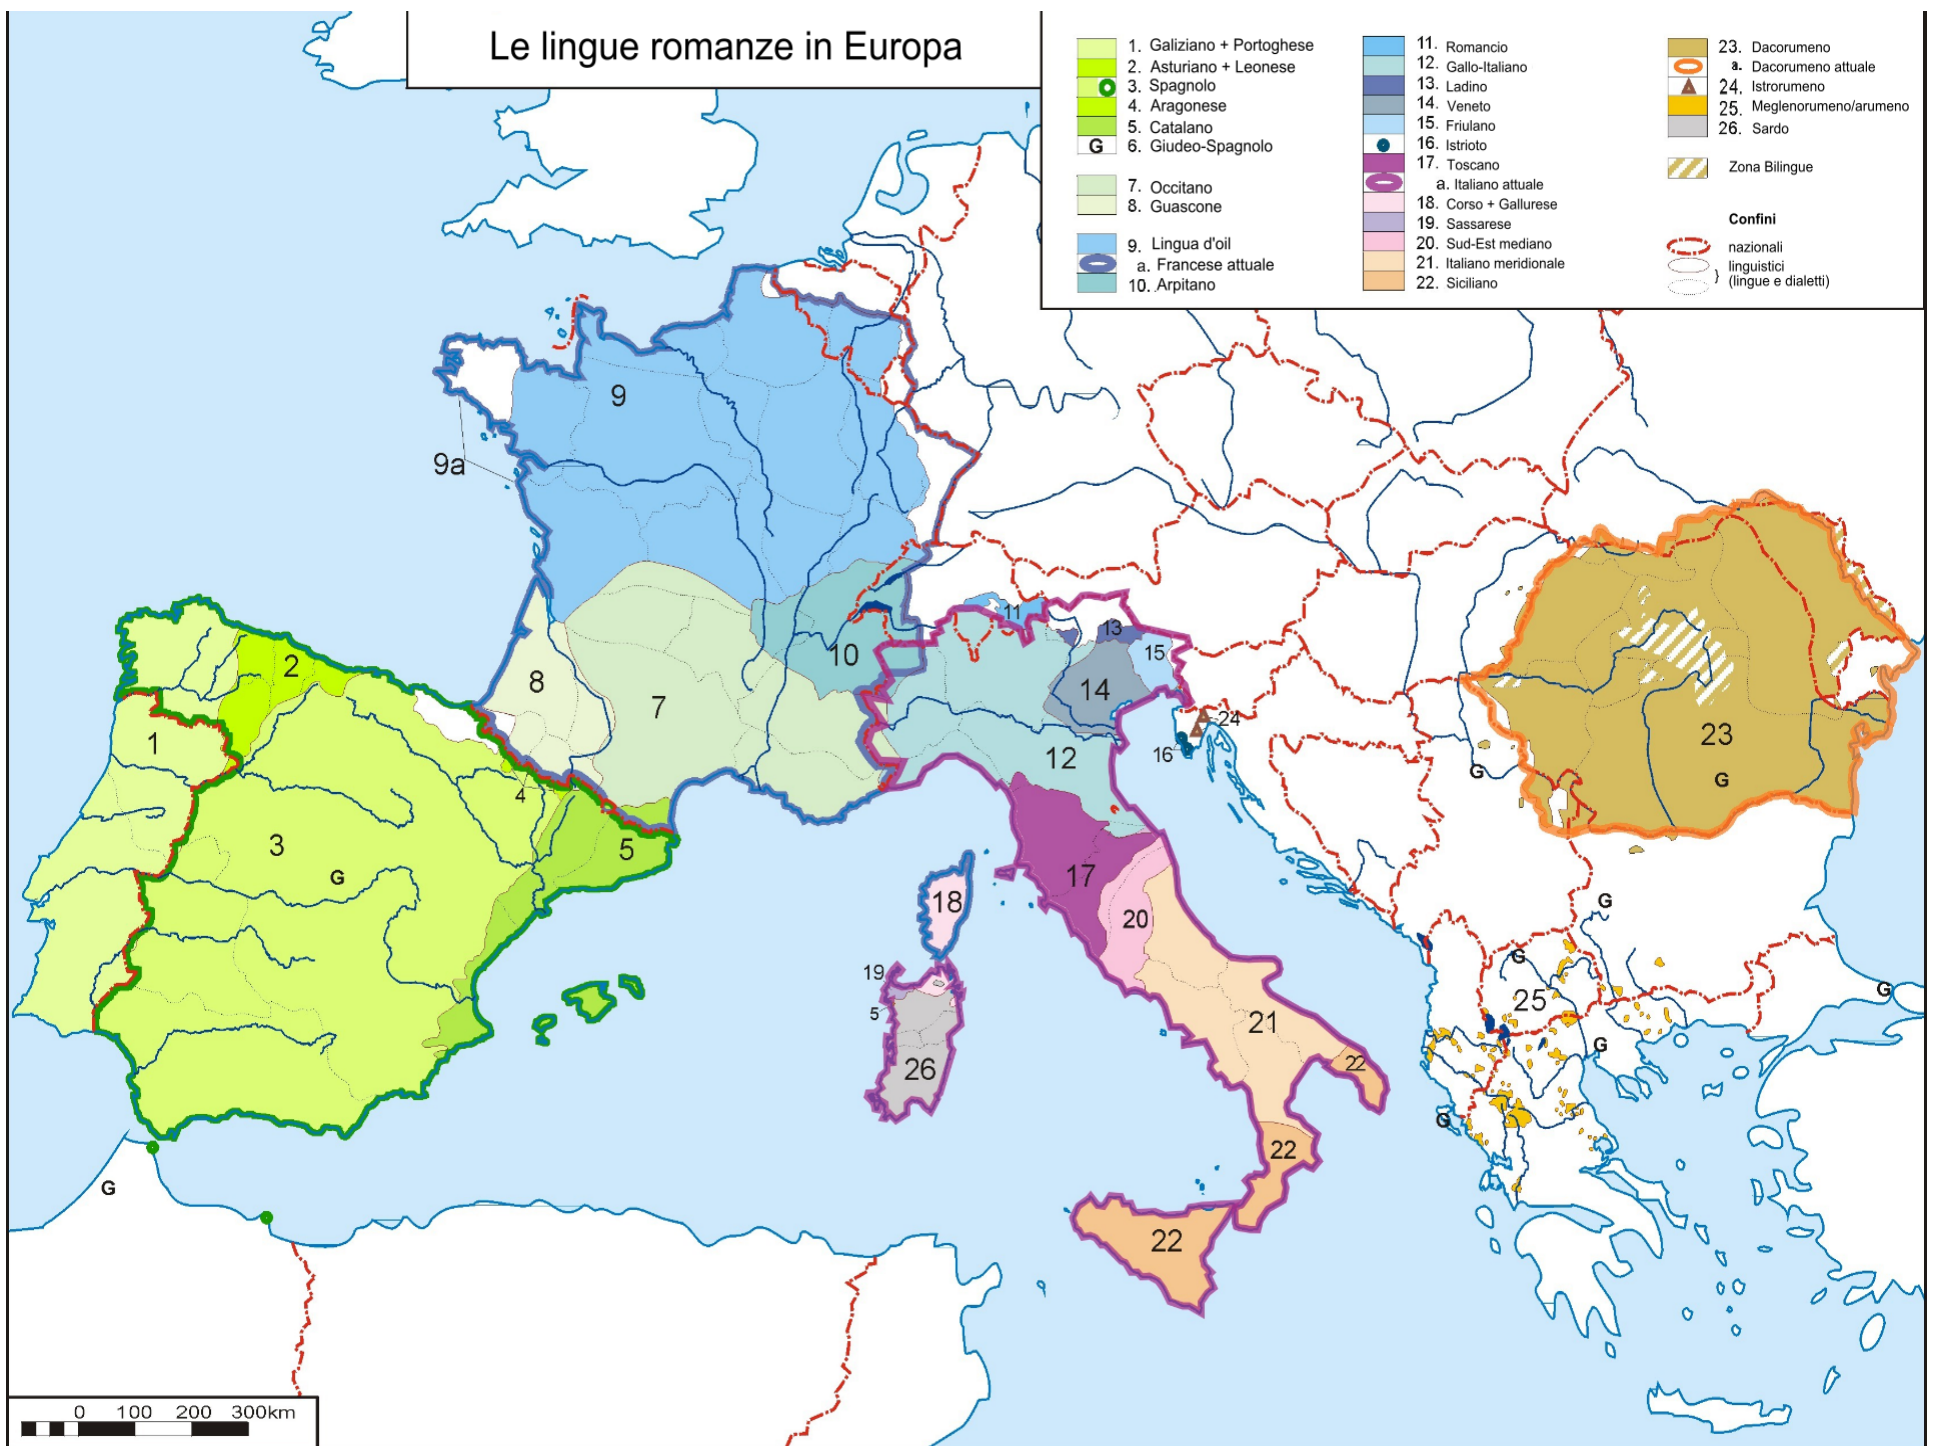 Le lingue romanze in Europa
1. Galiziano + Portoghese
2. Asturiano + Leonese
3. Spagnolo
4. Aragonese
5. Catalano
G 6. Giudeo-Spagnolo
7. Occitano
8. Guascone
9. Lingua d'oil
a. Francese attuale
10. Arpitano
11. Romancio
12. Gallo-Italiano
13. Ladino
14. Veneto
15. Friulano
16. Istrioto
17. Toscano
a. Italiano attuale
18. Corso + Gallurese
19. Sassarese
20. Sud-Est mediano
21. Italiano meridionale
22. Siciliano
23. Dacorumeno
a. Dacorumeno attuale
24. Istrorumeno
25. Meglenorumeno/arumeno
26. Sardo
Zona Bilingue
Confini
nazionali
linguistici
} (lingue e dialetti)
9
9a
11
13
15
2
10
8
14
7
24
1
16
12
23
G
G
4
3
5
G
17
18
G
20
G
19
25
G
5
21
G
26
22
G
22
G
22
0 100 200 300km